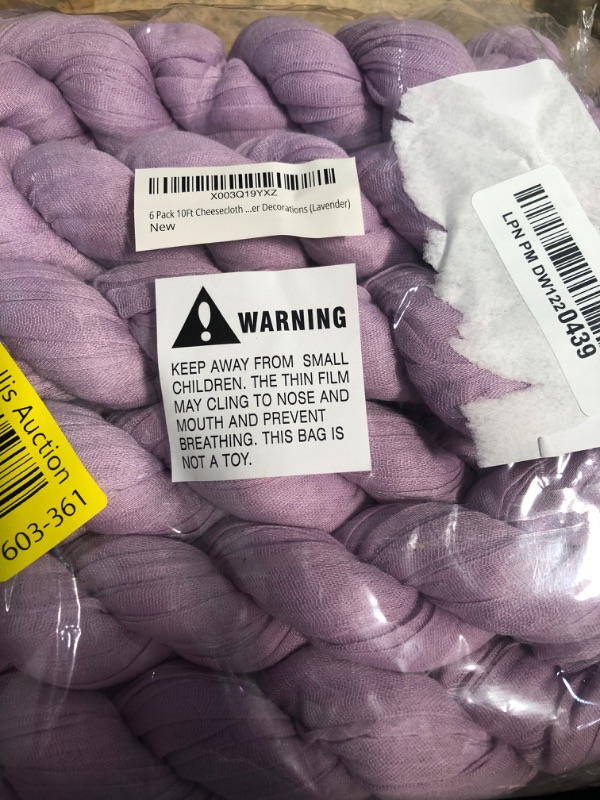 X003Q19YXZ
6 Pack 10Ft Cheesecloth ...er Decorations (Lavender)
New
WARNING
KEEP AWAY FROM SMALL
CHILDREN. THE THIN FILM
MAY CLING TO NOSE AND
MOUTH AND PREVENT
BREATHING. THIS BAG IS
NOT A TOY.
LPN PM DW1220439
llis Auction
603-361